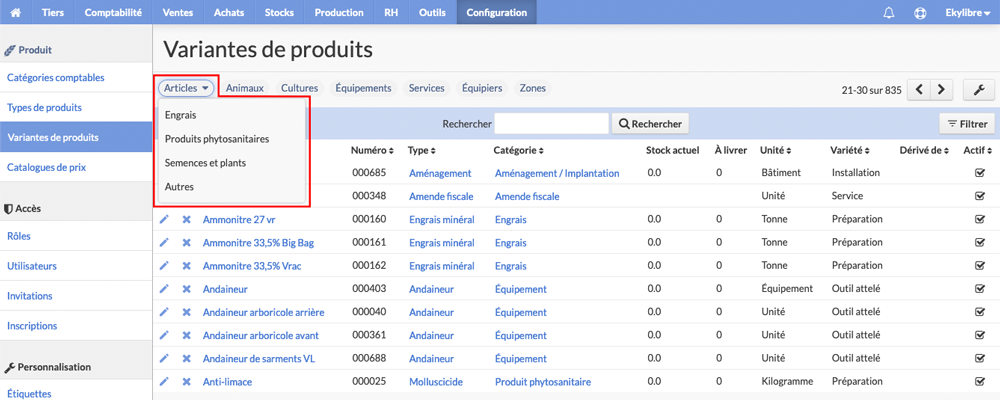 Tiers Comptabilité Ventes Achats Stocks Production RH Outils Configuration Ekylibre
Produit
Catégories comptables
Types de produits
Variantes de produits
Catalogues de prix
Accès
Rôles
Utilisateurs
Invitations
Inscriptions
Personnalisation
Étiquettes
Variantes de produits
Articles Animaux Cultures Équipements Services Équipiers Zones 21-30 sur 835
Engrais
Produits phytosanitaires
Semences et plants
Autres
Rechercher Rechercher Filtrer
Numéro Type Catégorie Stock actuel À livrer Unité Variété Dérivé de Actif
000685 Aménagement Aménagement / Implantation 0.0 0 Bâtiment Installation
000348 Amende fiscale Amende fiscale Unité Service
Ammonitre 27 vr 000160 Engrais minéral Engrais 0.0 0 Tonne Préparation
Ammonitre 33,5% Big Bag 000161 Engrais minéral Engrais 0.0 0 Tonne Préparation
Ammonitre 33,5% Vrac 000162 Engrais minéral Engrais 0.0 0 Tonne Préparation
Andaineur 000403 Andaineur Équipement 0.0 0 Équipement Outil attelé
Andaineur arboricole arrière 000040 Andaineur Équipement 0.0 0 Unité Outil attelé
Andaineur arboricole avant 000361 Andaineur Équipement 0.0 0 Unité Outil attelé
Andaineur de sarments VL 000688 Andaineur Équipement 0.0 0 Unité Outil attelé
Anti-limace 000025 Molluscicide Produit phytosanitaire 0.0 0 Kilogramme Préparation